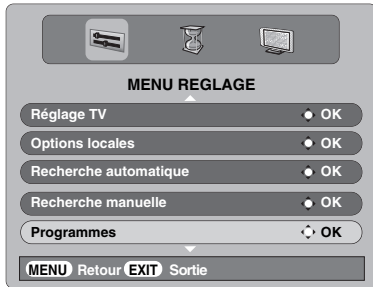 MENU REGLAGE
Réglage TV OK
Options locales OK
Recherche automatique OK
Recherche manuelle OK
Programmes OK
MENU Retour EXIT Sortie